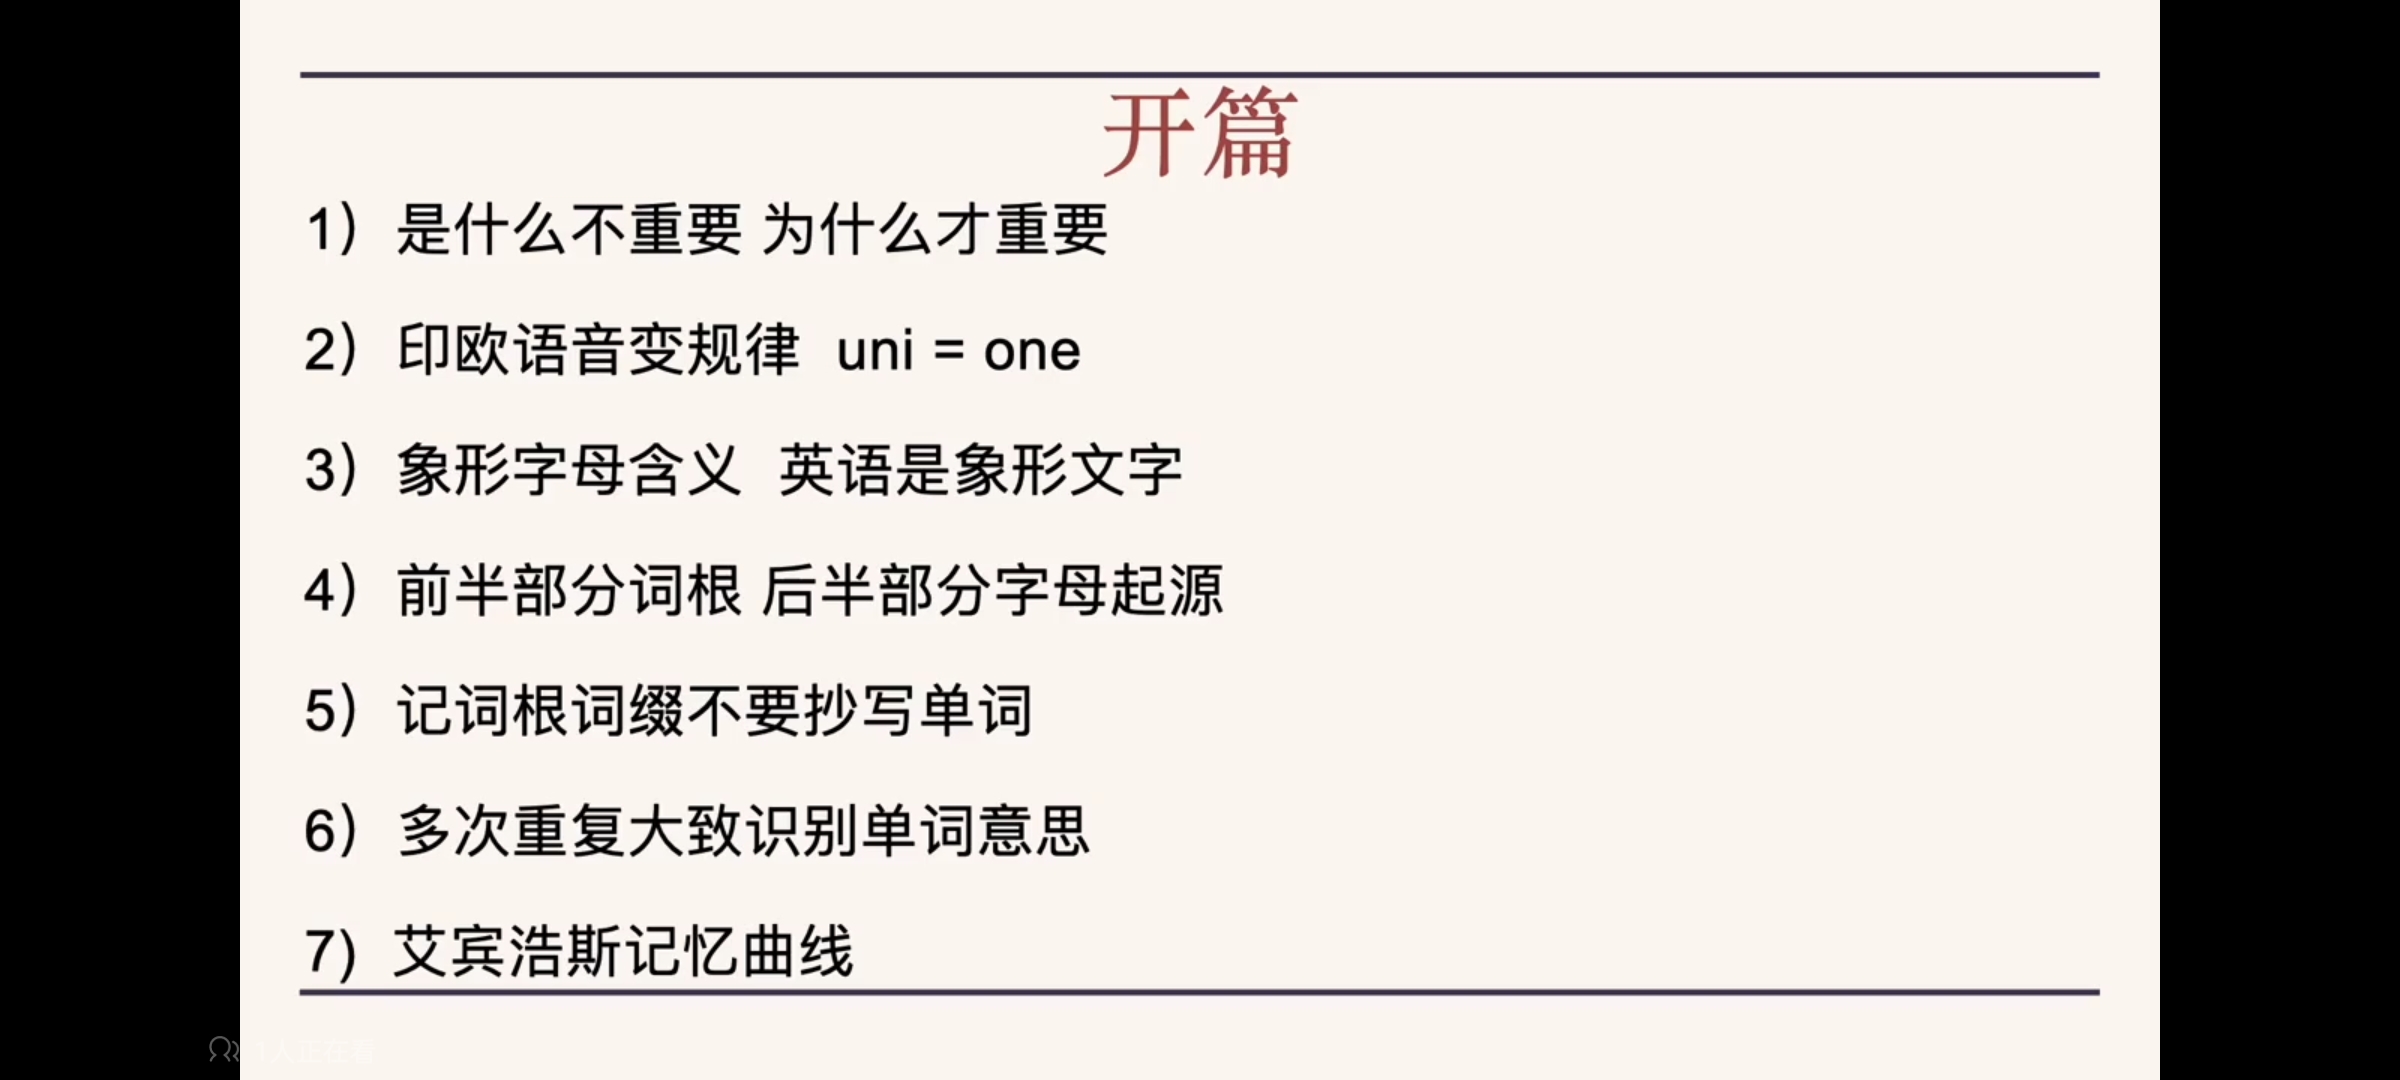 开篇
1）是什么不重要 为什么才重要
2）印欧语音变规律 uni = one
3）象形字母含义 英语是象形文字
4）前半部分词根 后半部分字母起源
5）记词根词缀不要抄写单词
6）多次重复大致识别单词意思
7）艾宾浩斯记忆曲线
1人正在看